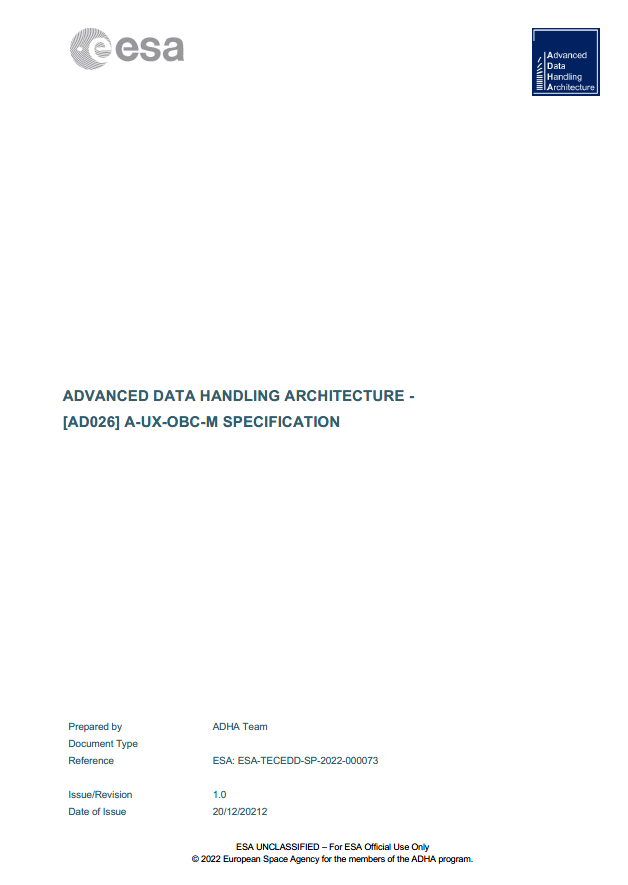 esa
Advanced
Data
Handling
Architecture
ADVANCED DATA HANDLING ARCHITECTURE -
[AD026] A-UX-OBC-M SPECIFICATION
Prepared by ADHA Team
Document Type
Reference ESA: ESA-TECEDD-SP-2022-000073
Issue/Revision 1.0
Date of Issue 20/12/20212
ESA UNCLASSIFIED – For ESA Official Use Only
© 2022 European Space Agency for the members of the ADHA program.